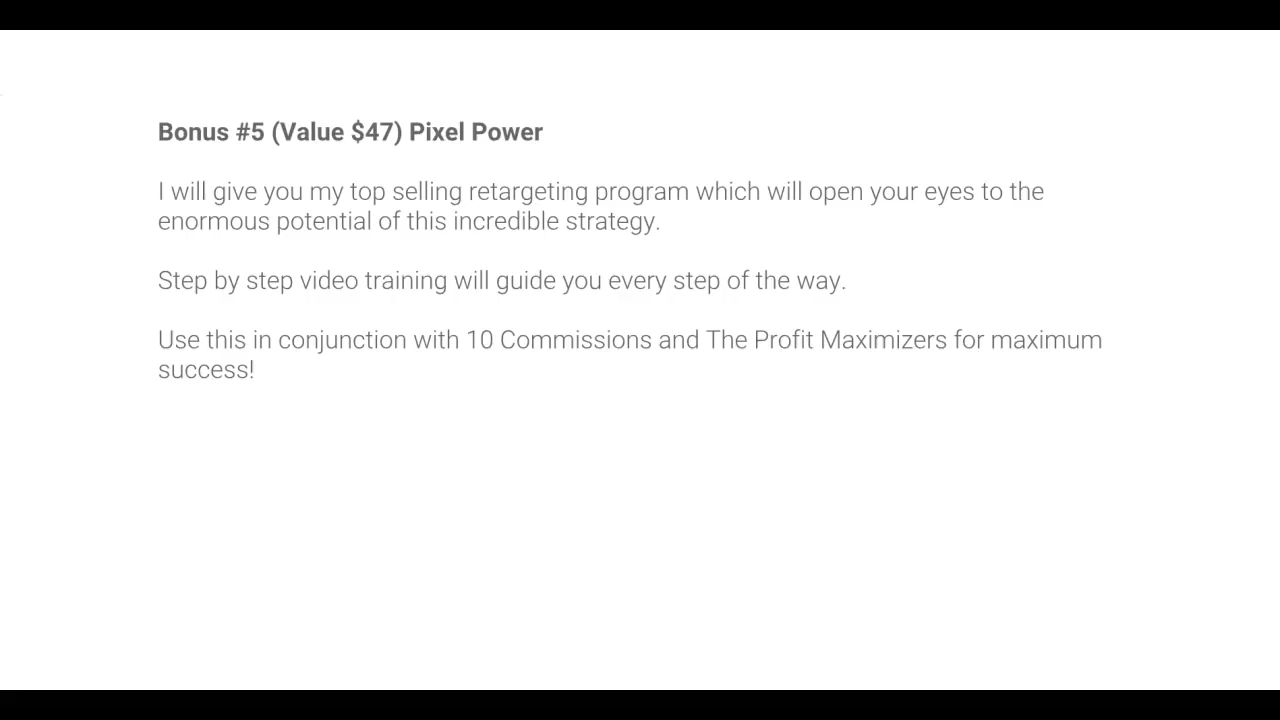 Bonus #5 (Value $47) Pixel Power
I will give you my top selling retargeting program which will open your eyes to the
enormous potential of this incredible strategy.
Step by step video training will guide you every step of the way.
Use this in conjunction with 10 Commissions and The Profit Maximizers for maximum
success!